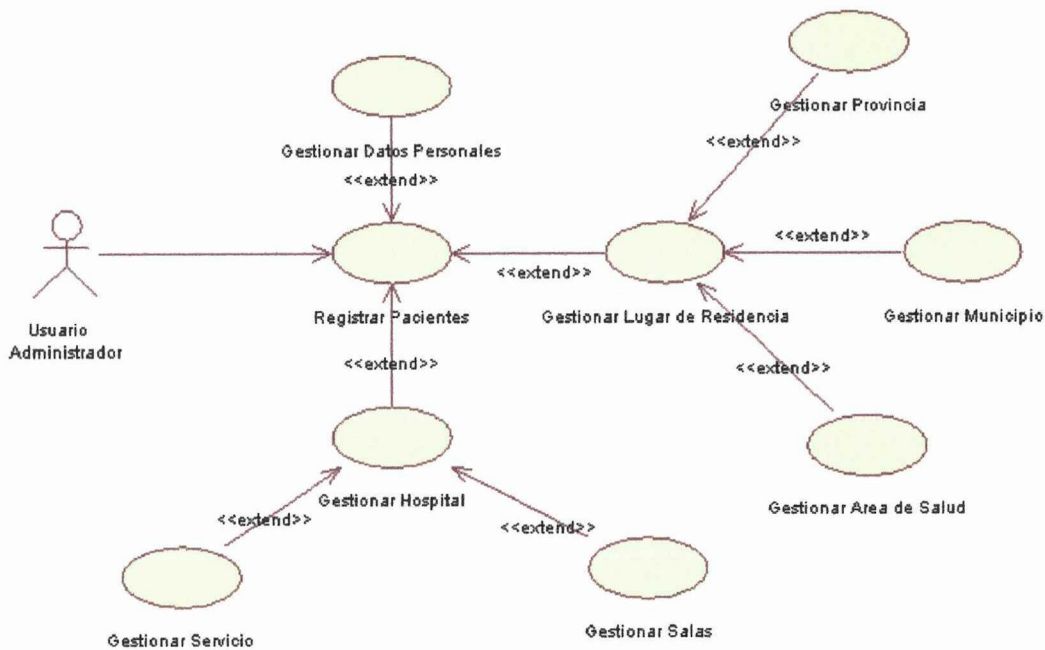 Gestionar Provincia
<<extend>>
Gestionar Datos Personales
<<extend>>
<<extend>>
<<extend>>
Usuario
Administrador
Registrar Pacientes
Gestionar Lugar de Residencia
Gestionar Municipio
<<extend>>
<<extend>>
Gestionar Hospital
Gestionar Area de Salud
<<extend>>
<<extend>>
Gestionar Servicio
Gestionar Salas